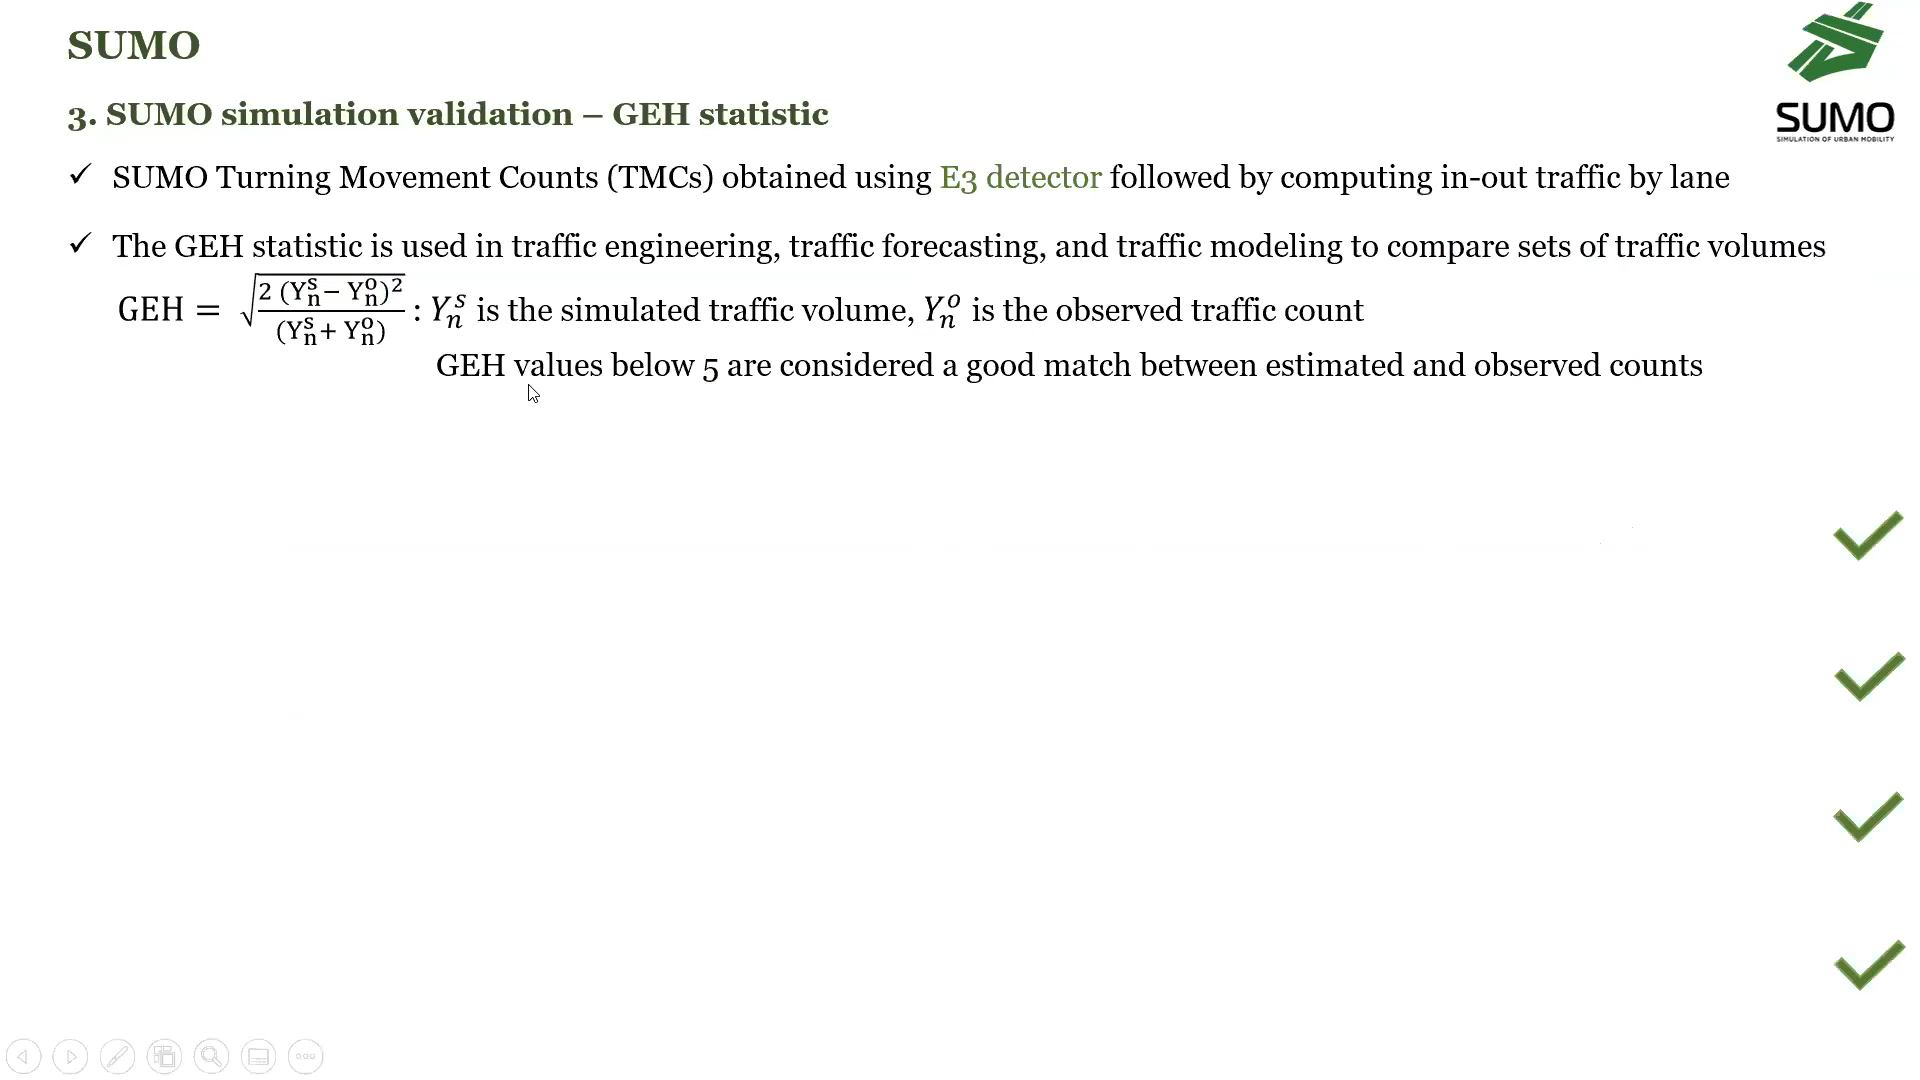 SUMO
3. SUMO simulation validation – GEH statistic
✓ SUMO Turning Movement Counts (TMCs) obtained using E3 detector followed by computing in-out traffic by lane
✓ The GEH statistic is used in traffic engineering, traffic forecasting, and traffic modeling to compare sets of traffic volumes
GEH = √(2 (Yₙˢ − Yₙᵒ)² / (Yₙˢ + Yₙᵒ)) : Yₙˢ is the simulated traffic volume, Yₙᵒ is the observed traffic count
GEH values below 5 are considered a good match between estimated and observed counts
SUMO
SIMULATION OF URBAN MOBILITY